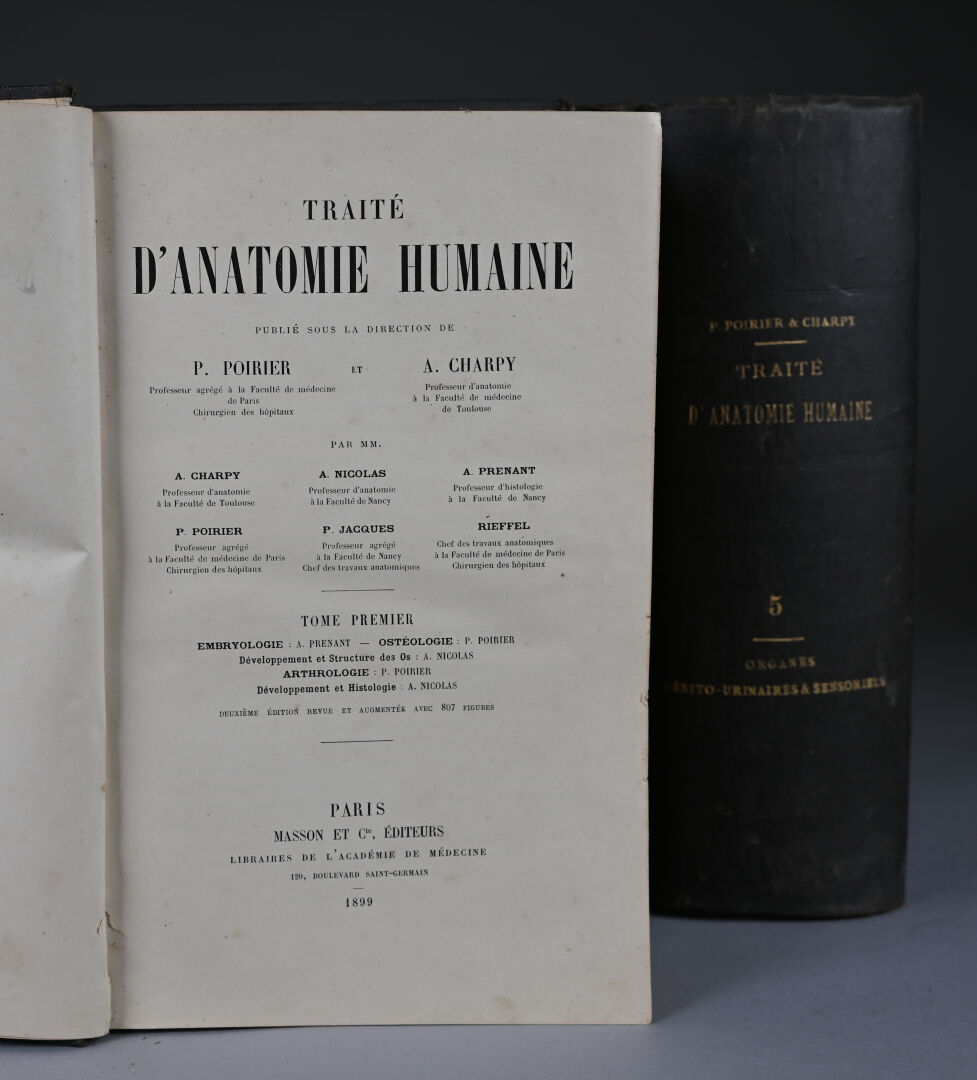 TRAITÉ
D'ANATOMIE HUMAINE
PUBLIÉ SOUS LA DIRECTION DE
P. POIRIER ET A. CHARPY
Professeur agrégé à la Faculté de médecine
de Paris
Chirurgien des hôpitaux
Professeur d'anatomie
à la Faculté de médecine
de Toulouse
PAR MM.
A. CHARPY
Professeur d'anatomie
à la Faculté de Toulouse
A. NICOLAS
Professeur d'anatomie
à la Faculté de Nancy
A. PRENANT
Professeur d'histologie
à la Faculté de Nancy
P. POIRIER
Professeur agrégé
à la Faculté de médecine de Paris
Chirurgien des hôpitaux
P. JACQUES
Professeur agrégé
à la Faculté de Nancy
Chef des travaux anatomiques
RIEFFEL
Chef des travaux anatomiques
à la Faculté de médecine de Paris
Chirurgien des hôpitaux
TOME PREMIER
EMBRYOLOGIE : A. PRENANT — OSTÉOLOGIE : P. POIRIER
Développement et Structure des Os : A. NICOLAS
ARTHROLOGIE : P. POIRIER
Développement et Histologie : A. NICOLAS
DEUXIÈME ÉDITION REVUE ET AUGMENTÉE AVEC 807 FIGURES
PARIS
MASSON ET Cie, ÉDITEURS
LIBRAIRES DE L'ACADÉMIE DE MÉDECINE
120, BOULEVARD SAINT-GERMAIN
1899
P. POIRIER & CHARPY
TRAITÉ
D'ANATOMIE HUMAINE
5
ORGANES
GÉNITO-URINAIRES & SENSORIELS